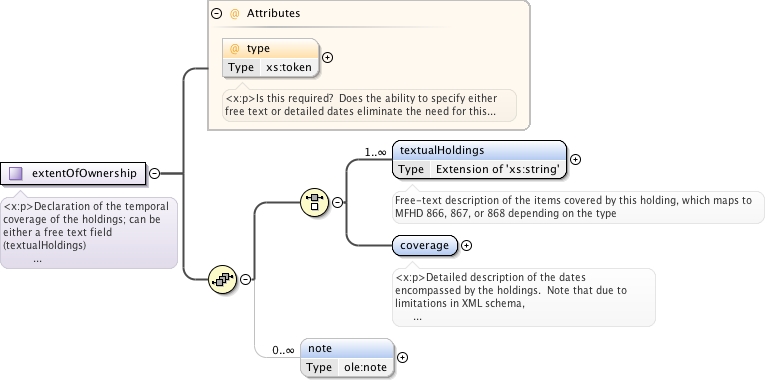 Attributes
@ type
Type xs:token
<x:p>Is this required?  Does the ability to specify either
free text or detailed dates eliminate the need for this...
extentOfOwnership
<x:p>Declaration of the temporal
coverage of the holdings; can be
either a free text field
(textualHoldings)
...
1..∞
textualHoldings
Type Extension of 'xs:string'
Free-text description of the items covered by this holding, which maps to
MFHD 866, 867, or 868 depending on the type
coverage
<x:p>Detailed description of the dates
encompassed by the holdings.  Note that due to
limitations in XML schema,
...
0..∞
note
Type ole:note